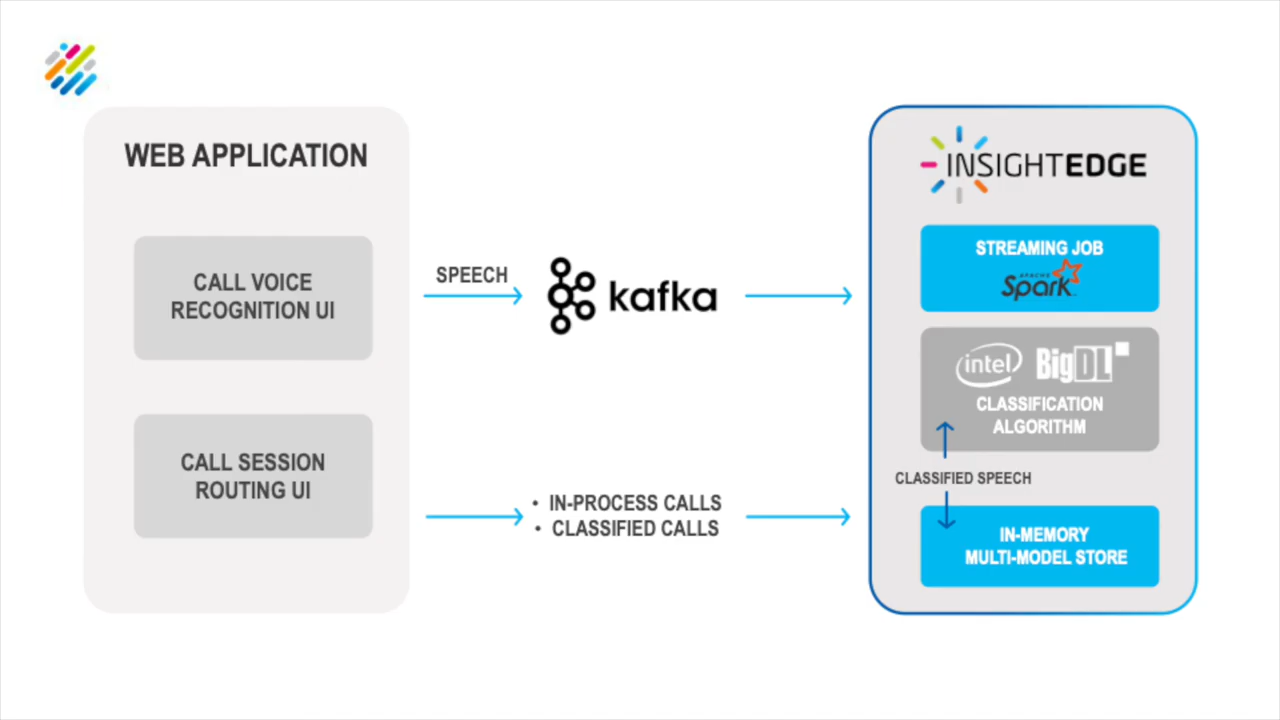 WEB APPLICATION
CALL VOICE
RECOGNITION UI
CALL SESSION
ROUTING UI
SPEECH
kafka
• IN-PROCESS CALLS
• CLASSIFIED CALLS
INSIGHTEDGE
STREAMING JOB
APACHE
Spark
intel BigDL
CLASSIFICATION
ALGORITHM
CLASSIFIED SPEECH
IN-MEMORY
MULTI-MODEL STORE